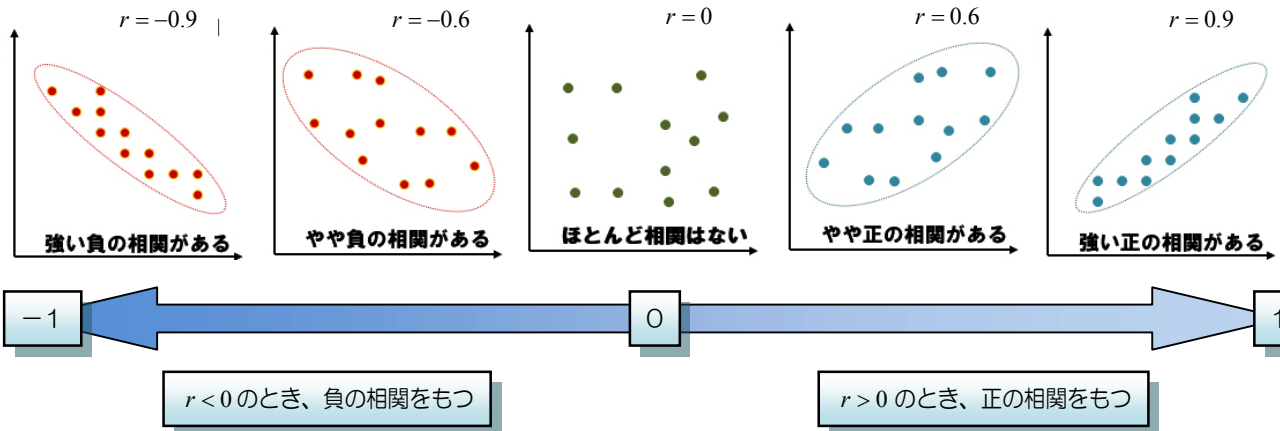 r = −0.9
r = −0.6
r = 0
r = 0.6
r = 0.9
強い負の相関がある
やや負の相関がある
ほとんど相関はない
やや正の相関がある
強い正の相関がある
−1
0
1
r < 0 のとき、負の相関をもつ
r > 0 のとき、正の相関をもつ